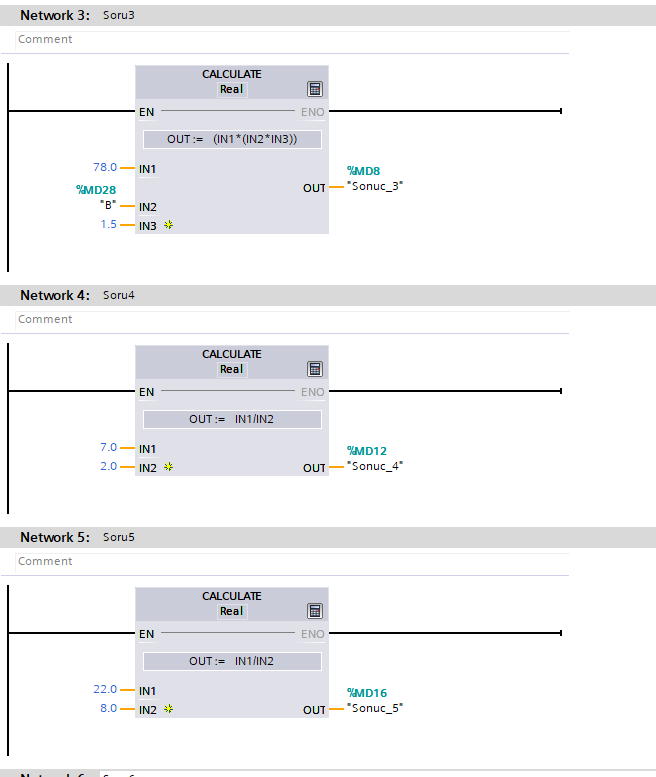 Network 3: Soru3
Comment
CALCULATE
Real
EN ENO
OUT := (IN1*(IN2*IN3))
78.0 IN1
%MD8
%MD28
OUT "Sonuc_3"
"B" IN2
1.5 IN3
Network 4: Soru4
Comment
CALCULATE
Real
EN ENO
OUT := IN1/IN2
7.0 IN1
%MD12
2.0 IN2 OUT "Sonuc_4"
Network 5: Soru5
Comment
CALCULATE
Real
EN ENO
OUT := IN1/IN2
22.0 IN1
%MD16
8.0 IN2 OUT "Sonuc_5"